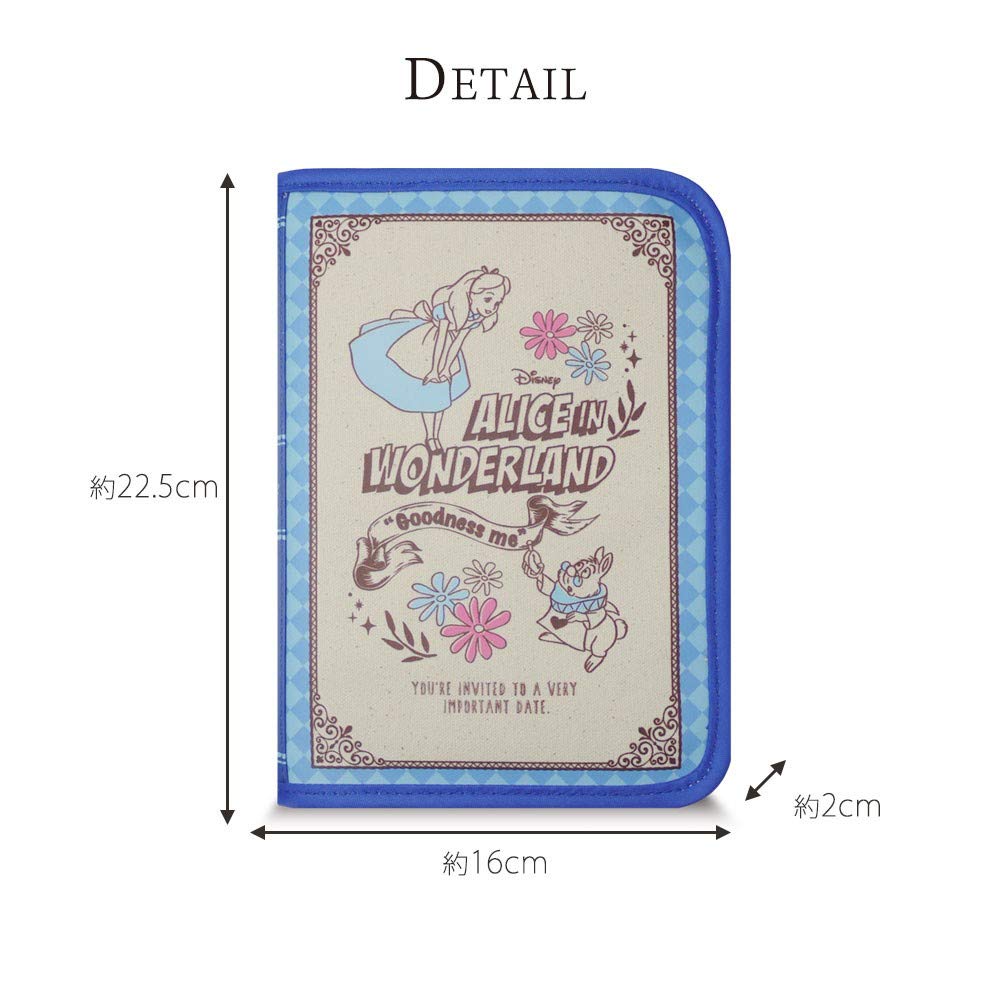 DETAIL
Disney
ALICE IN
WONDERLAND
"Goodness me"
YOU'RE INVITED TO A VERY
IMPORTANT DATE.
約22.5cm
約2cm
約16cm